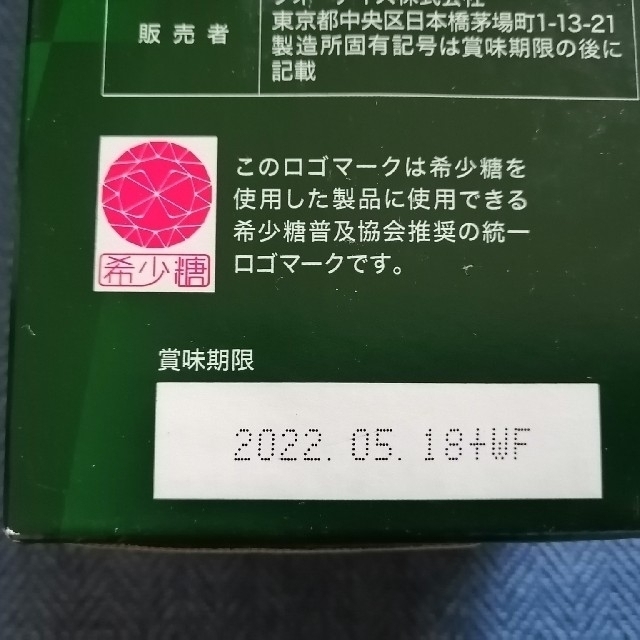 販売者
東京都中央区日本橋茅場町1-13-21
製造所固有記号は賞味期限の後に
記載
希少糖
このロゴマークは希少糖を
使用した製品に使用できる
希少糖普及協会推奨の統一
ロゴマークです。
賞味期限
2022.05.18+WF